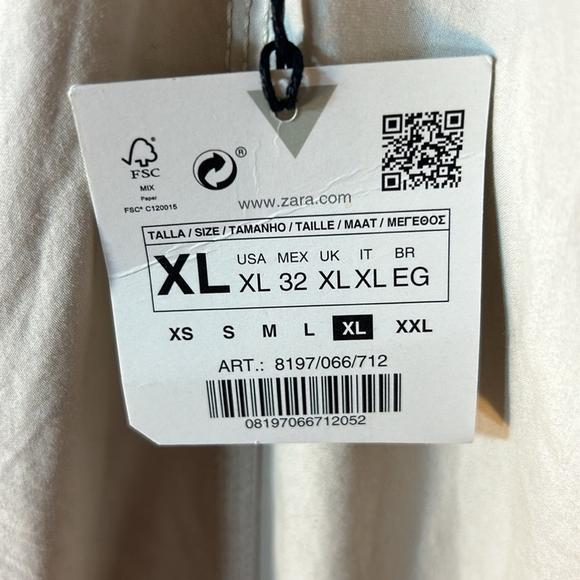 FSC
MIX
Paper
FSC® C120015
®
www.zara.com
TALLA / SIZE / TAMANHO / TAILLE / MAAT / ΜΕΓΕΘΟΣ
XL
USA MEX UK IT BR
XL 32 XL XL EG
XS S M L XL XXL
ART.: 8197/066/712
08197066712052